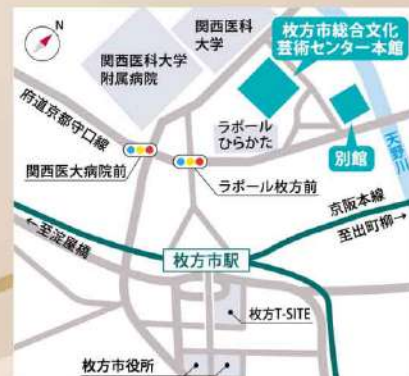 N
関西医科大学
附属病院
関西医科
大学
枚方市総合文化
芸術センター本館
府道京都守口線
ラポール
ひらかた
別館
天野川
関西医大病院前
ラポール枚方前
京阪本線
至出町柳→
←至淀屋橋
枚方市駅
枚方T-SITE
枚方市役所